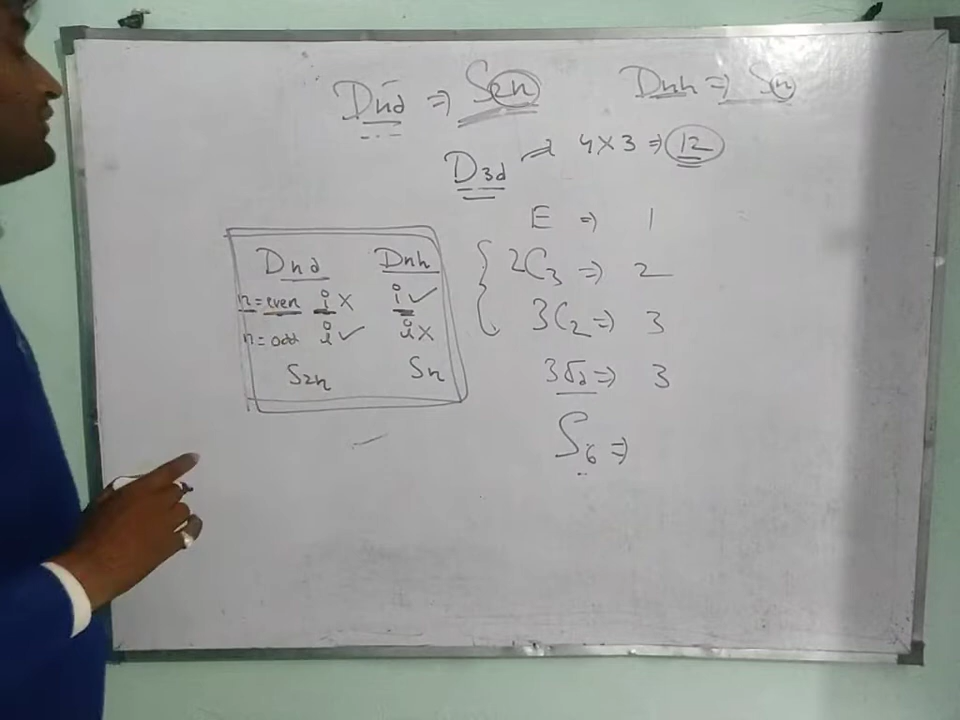 Dnd ⇒ S2n Dnh ⇒ Sn
D3d → 4×3 ⇒ 12
E ⇒ 1
2C3 ⇒ 2
3C2 ⇒ 3
3σd ⇒ 3
S6 ⇒
Dnd Dnh
n=even i × i ✓
n=odd i ✓ i ×
S2n Sn